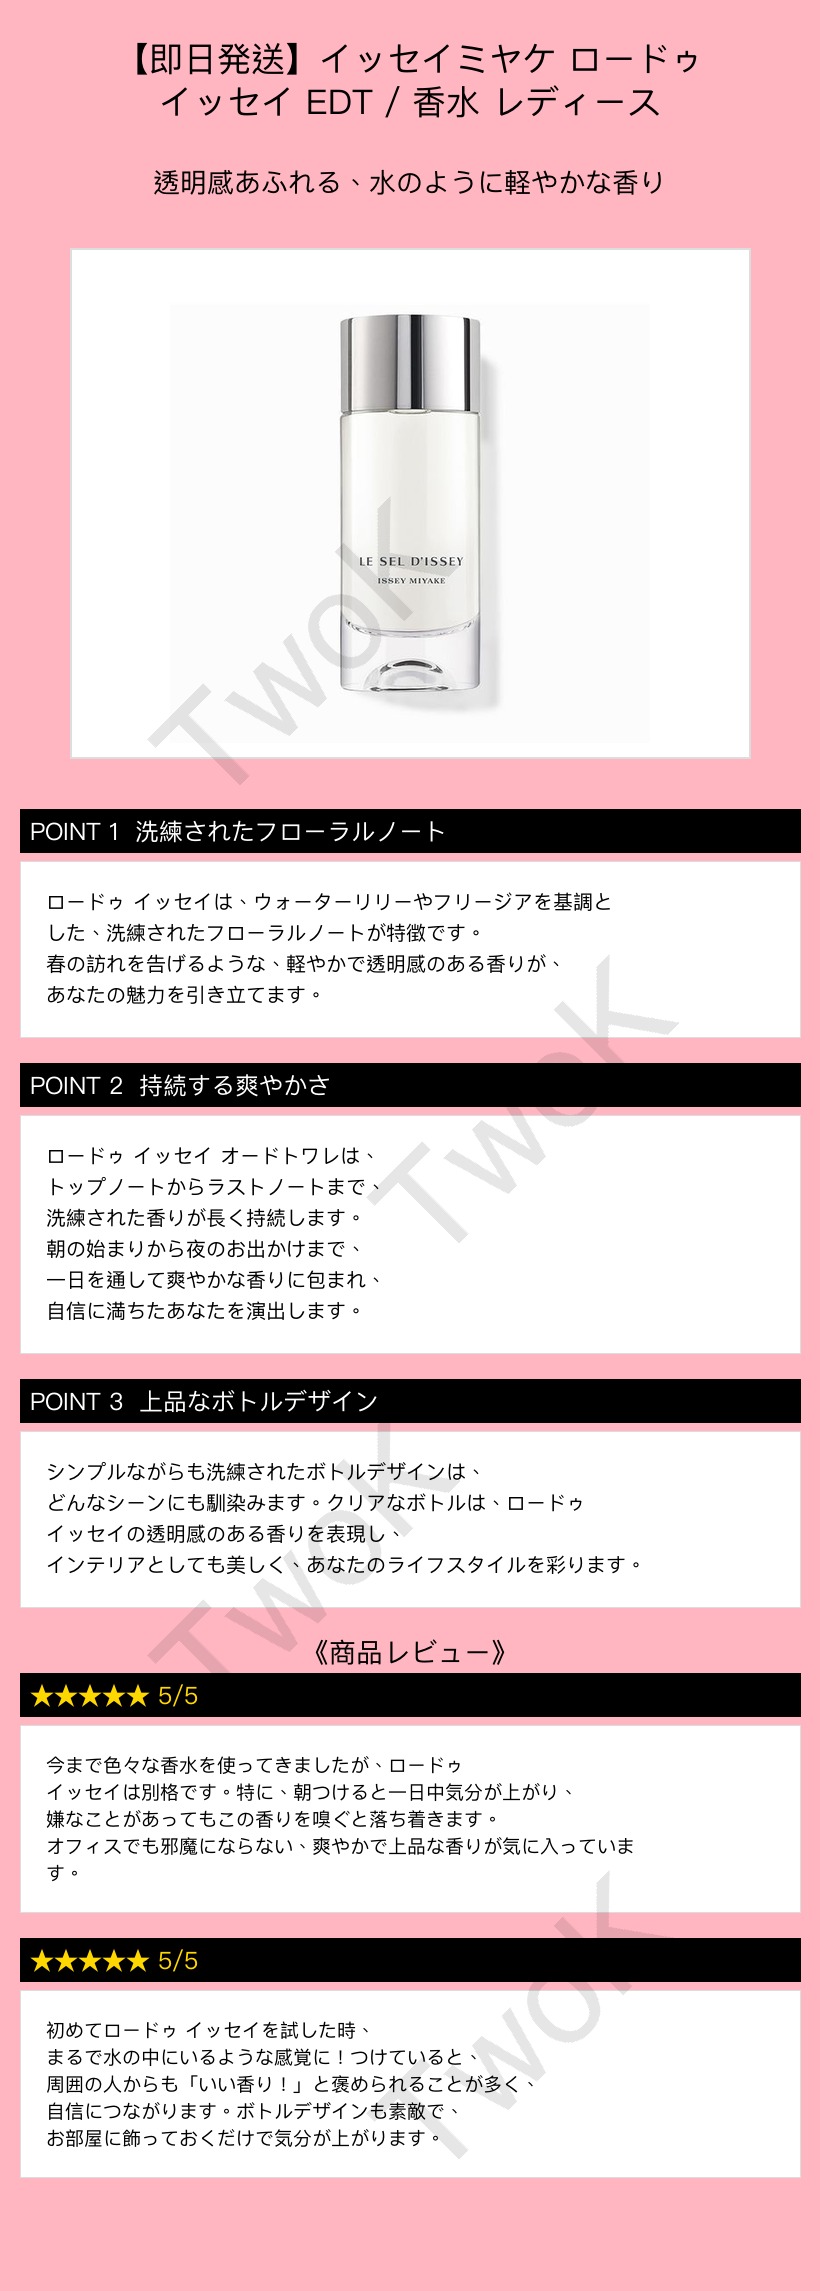 【即日発送】イッセイミヤケ ロードゥ
イッセイ EDT / 香水 レディース
透明感あふれる、水のように軽やかな香り
LE SEL D'ISSEY
ISSEY MIYAKE
TwoK
POINT 1 洗練されたフローラルノート
ロードゥ イッセイは、ウォーターリリーやフリージアを基調と
した、洗練されたフローラルノートが特徴です。
春の訪れを告げるような、軽やかで透明感のある香りが、
あなたの魅力を引き立てます。
TwoK
POINT 2 持続する爽やかさ
ロードゥ イッセイ オードトワレは、
トップノートからラストノートまで、
洗練された香りが長く持続します。
朝の始まりから夜のお出かけまで、
一日を通して爽やかな香りに包まれ、
自信に満ちたあなたを演出します。
POINT 3 上品なボトルデザイン
シンプルながらも洗練されたボトルデザインは、
どんなシーンにも馴染みます。クリアなボトルは、ロードゥ
イッセイの透明感のある香りを表現し、
インテリアとしても美しく、あなたのライフスタイルを彩ります。
TwoK
《商品レビュー》
★★★★★ 5/5
今まで色々な香水を使ってきましたが、ロードゥ
イッセイは別格です。特に、朝つけると一日中気分が上がり、
嫌なことがあってもこの香りを嗅ぐと落ち着きます。
オフィスでも邪魔にならない、爽やかで上品な香りが気に入っていま
す。
★★★★★ 5/5
初めてロードゥ イッセイを試した時、
まるで水の中にいるような感覚に！つけていると、
周囲の人からも「いい香り！」と褒められることが多く、
自信につながります。ボトルデザインも素敵で、
お部屋に飾っておくだけで気分が上がります。
TwoK